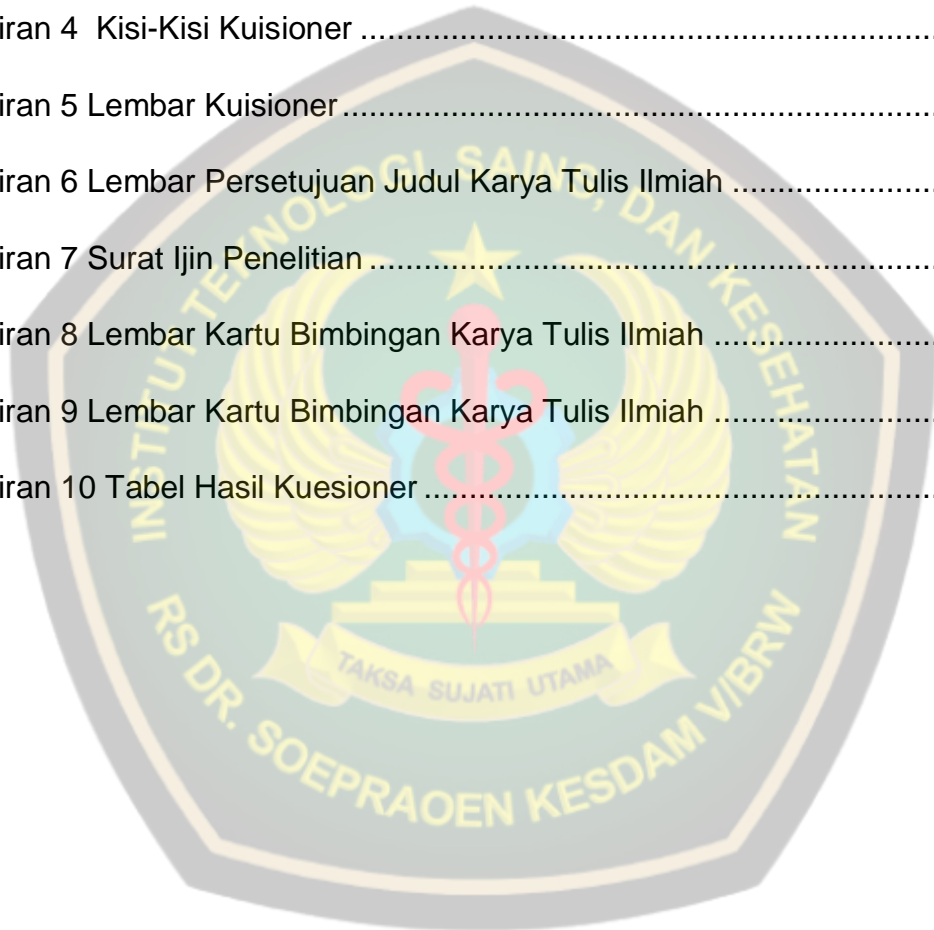 iran 4  Kisi-Kisi Kuisioner ....................................................................
iran 5 Lembar Kuisioner .....................................................................
iran 6 Lembar Persetujuan Judul Karya Tulis Ilmiah ........................
iran 7 Surat Ijin Penelitian ..................................................................
iran 8 Lembar Kartu Bimbingan Karya Tulis Ilmiah ..........................
iran 9 Lembar Kartu Bimbingan Karya Tulis Ilmiah ..........................
iran 10 Tabel Hasil Kuesioner ............................................................
INSTITUT TEKNOLOGI, SAINS, DAN KESEHATAN
TAKSA SUJATI UTAMA
RS DR. SOEPRAOEN KESDAM V/BRW